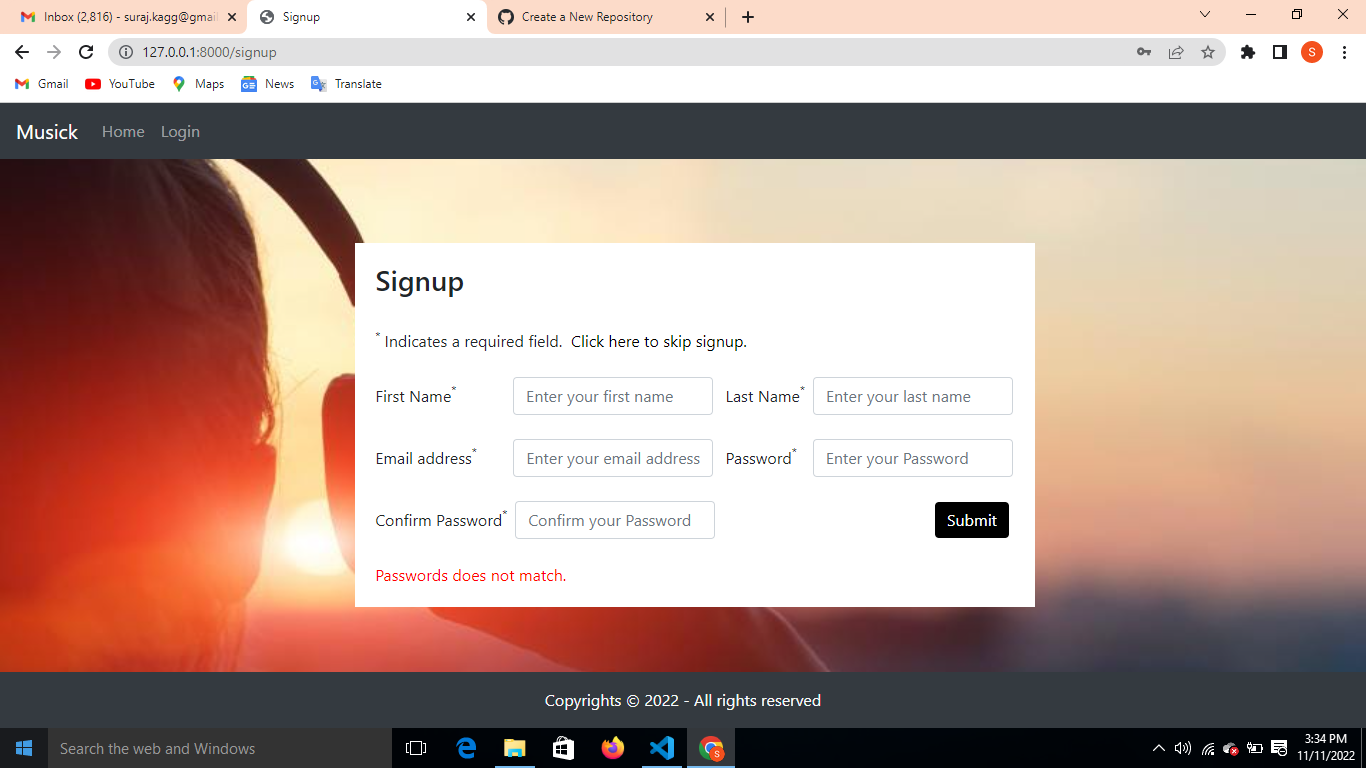 Inbox (2,816) - suraj.kagg@gmai
Signup
Create a New Repository
127.0.0.1:8000/signup
S
Gmail
YouTube
Maps
News
Translate
Musick
Home
Login
Signup
* Indicates a required field. Click here to skip signup.
First Name* Enter your first name Last Name* Enter your last name
Email address* Enter your email address Password* Enter your Password
Confirm Password* Confirm your Password Submit
Passwords does not match.
Copyrights © 2022 - All rights reserved
Search the web and Windows
S
3:34 PM
11/11/2022